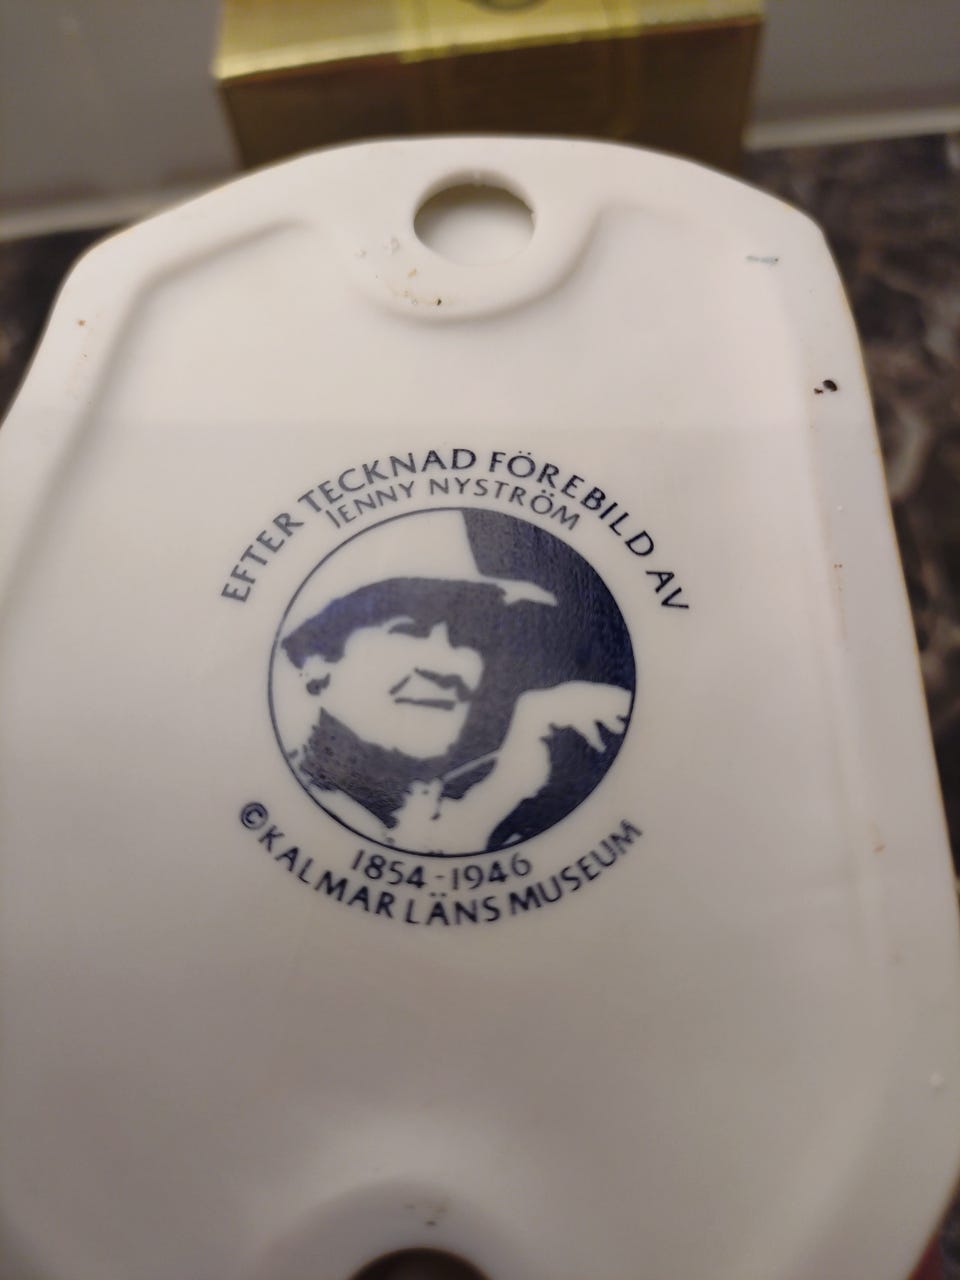 EFTER TECKNAD FÖREBILD AV
JENNY NYSTRÖM
1854-1946
©KALMAR LÄNS MUSEUM